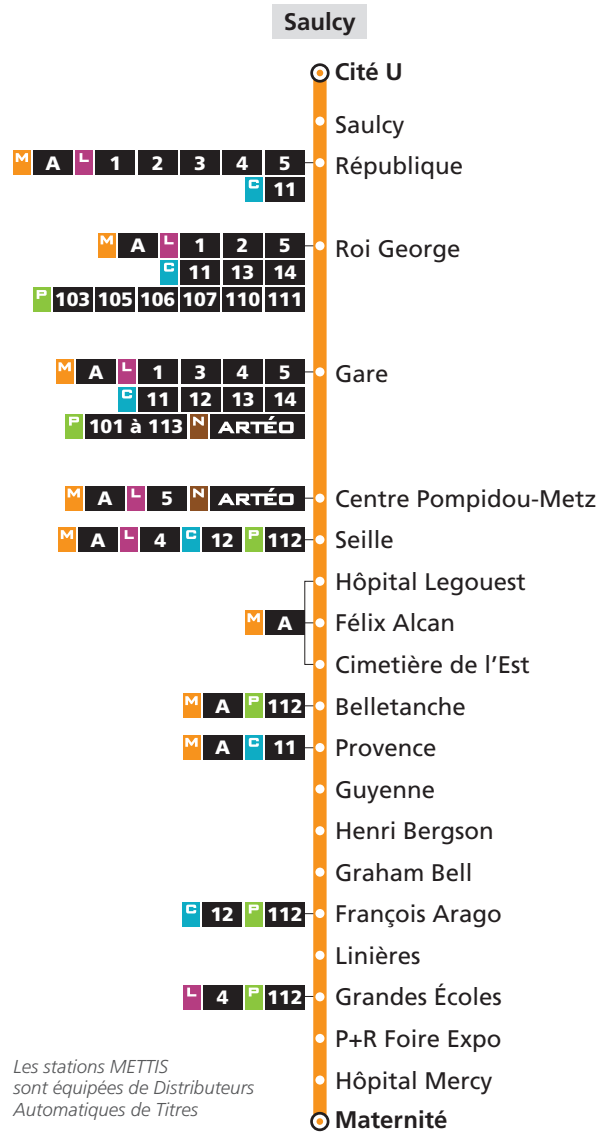 Saulcy
Cité U
Saulcy
M A L 1 2 3 4 5 République
C 11
M A L 1 2 5 Roi George
C 11 13 14
P 103 105 106 107 110 111
M A L 1 3 4 5 Gare
C 11 12 13 14
P 101 à 113 N ARTÉO
M A L 5 N ARTÉO Centre Pompidou-Metz
M A L 4 C 12 P 112 Seille
Hôpital Legouest
M A Félix Alcan
Cimetière de l’Est
M A P 112 Belletanche
M A C 11 Provence
Guyenne
Henri Bergson
Graham Bell
C 12 P 112 François Arago
Linières
L 4 P 112 Grandes Écoles
P+R Foire Expo
Hôpital Mercy
Maternité
Les stations METTIS
sont équipées de Distributeurs
Automatiques de Titres